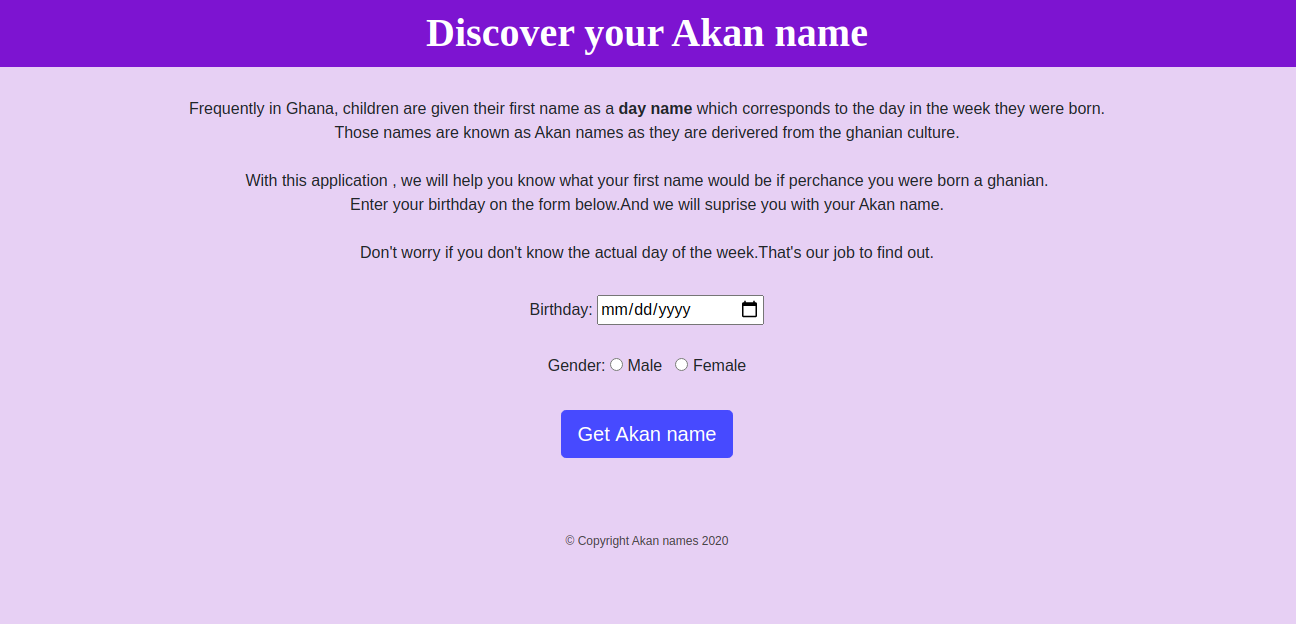 Discover your Akan name
Frequently in Ghana, children are given their first name as a day name which corresponds to the day in the week they were born.
Those names are known as Akan names as they are derivered from the ghanian culture.
With this application , we will help you know what your first name would be if perchance you were born a ghanian.
Enter your birthday on the form below.And we will suprise you with your Akan name.
Don't worry if you don't know the actual day of the week.That's our job to find out.
Birthday: mm/dd/yyyy
Gender: Male Female
Get Akan name
© Copyright Akan names 2020